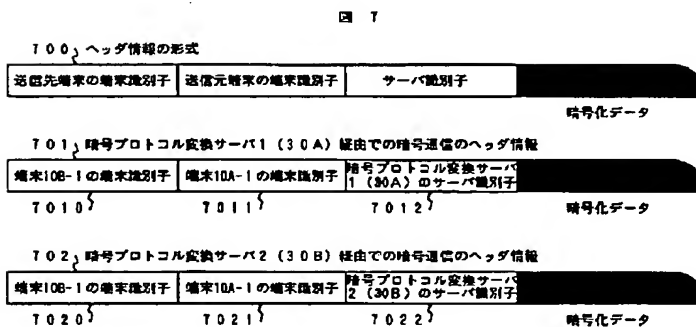 図 7
700 ヘッダ情報の形式
送信先端末の端末識別子 送信元端末の端末識別子 サーバ識別子
暗号化データ
701 暗号プロトコル変換サーバ1（30A）経由での暗号通信のヘッダ情報
端末10B-1の端末識別子 端末10A-1の端末識別子 暗号プロトコル変換サーバ
1（30A）のサーバ識別子
7010 7011 7012 暗号化データ
702 暗号プロトコル変換サーバ2（30B）経由での暗号通信のヘッダ情報
端末10B-1の端末識別子 端末10A-1の端末識別子 暗号プロトコル変換サーバ
2（30B）のサーバ識別子
7020 7021 7022 暗号化データ